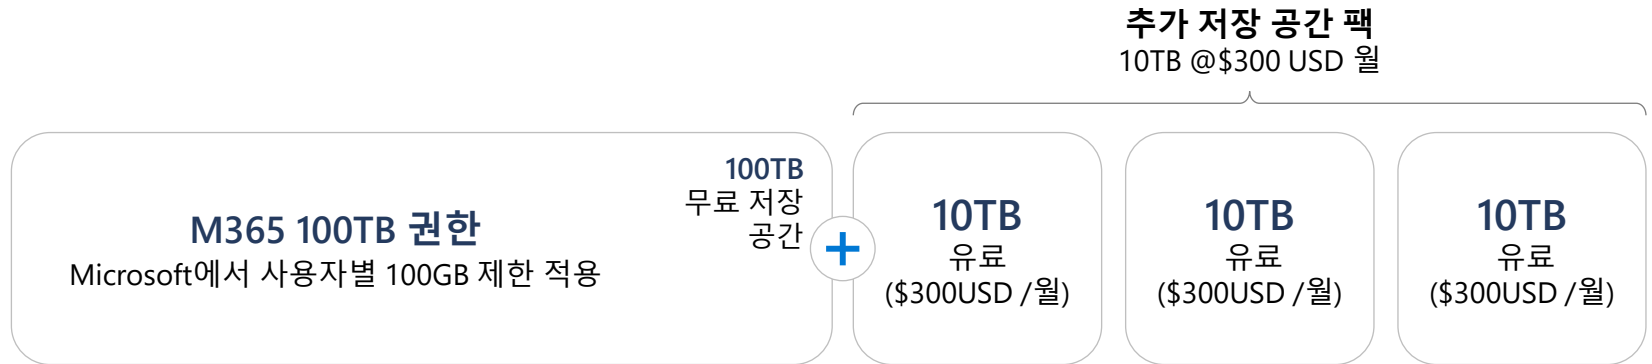 추가 저장 공간 팩
10TB @$300 USD 월
M365 100TB 권한
Microsoft에서 사용자별 100GB 제한 적용
100TB
무료 저장
공간
+
10TB
유료
($300USD /월)
10TB
유료
($300USD /월)
10TB
유료
($300USD /월)